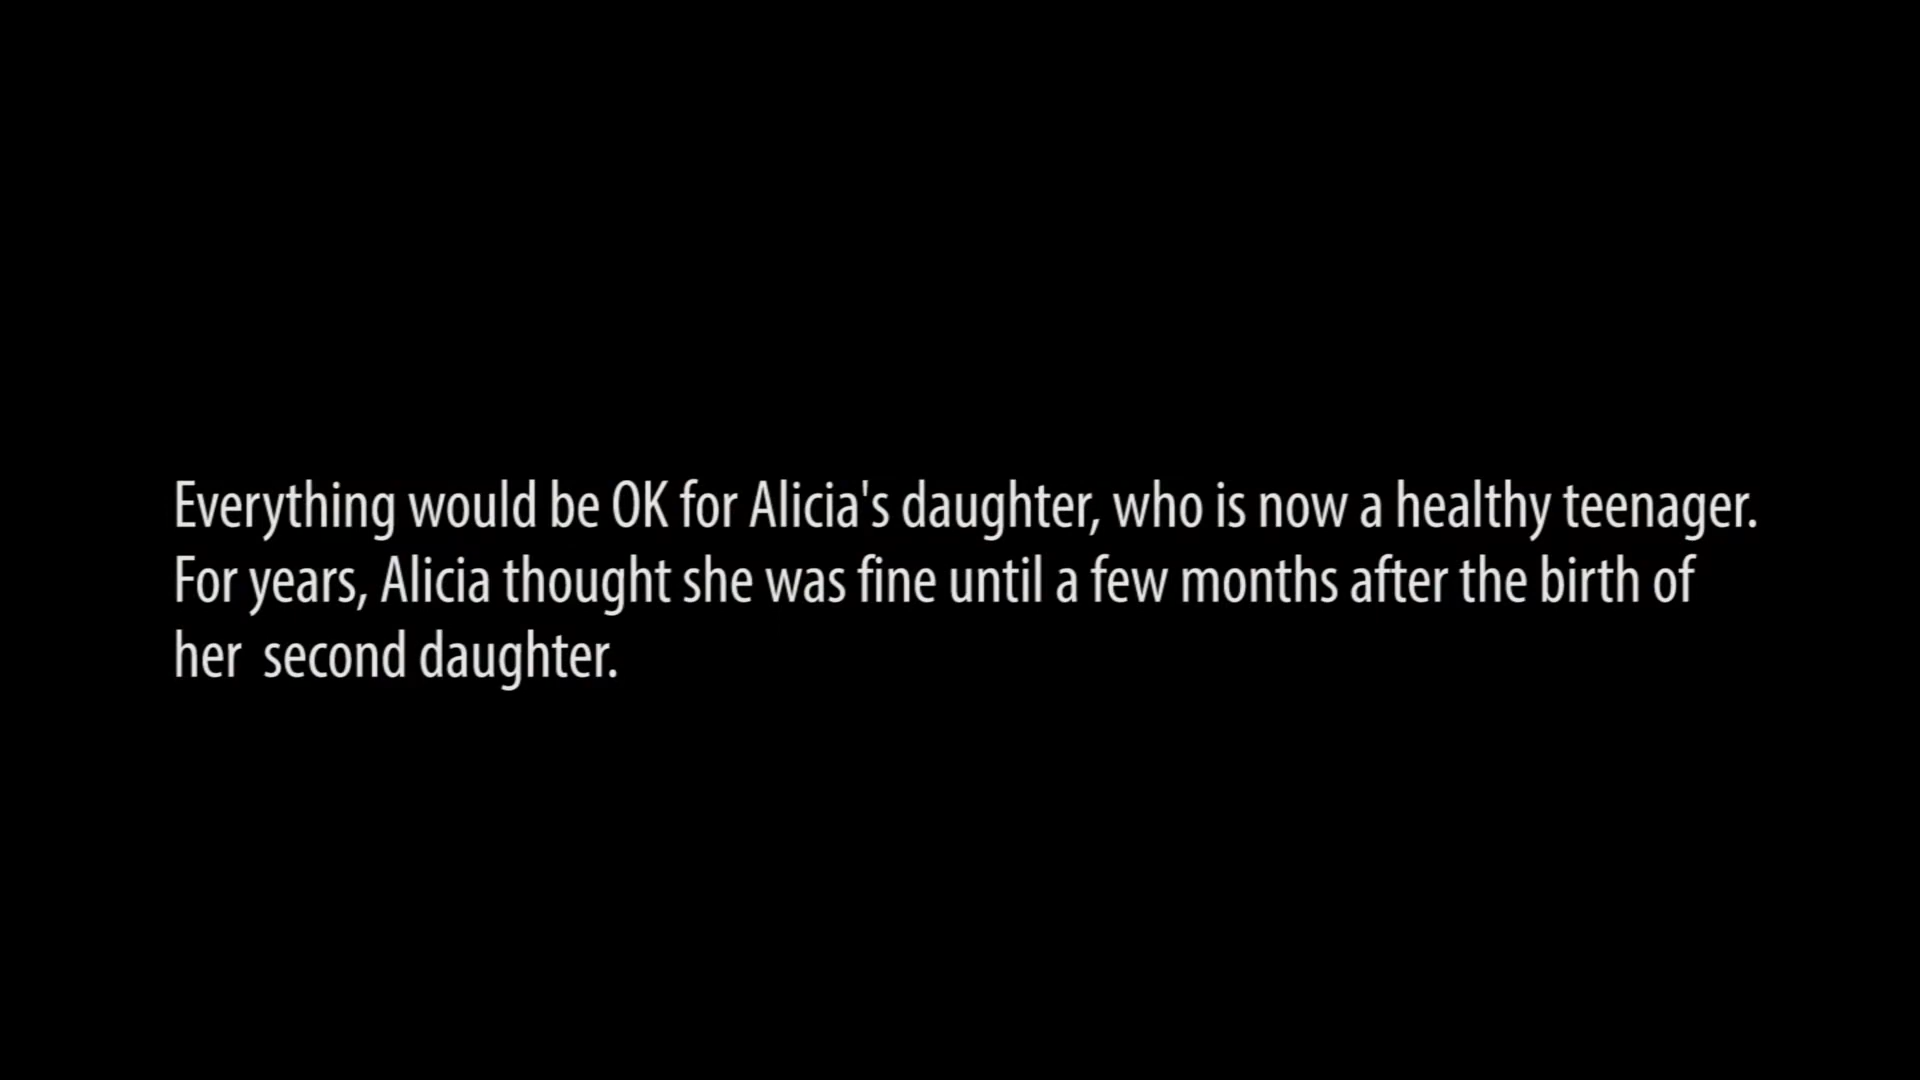 Everything would be OK for Alicia's daughter, who is now a healthy teenager.
For years, Alicia thought she was fine until a few months after the birth of
her  second daughter.